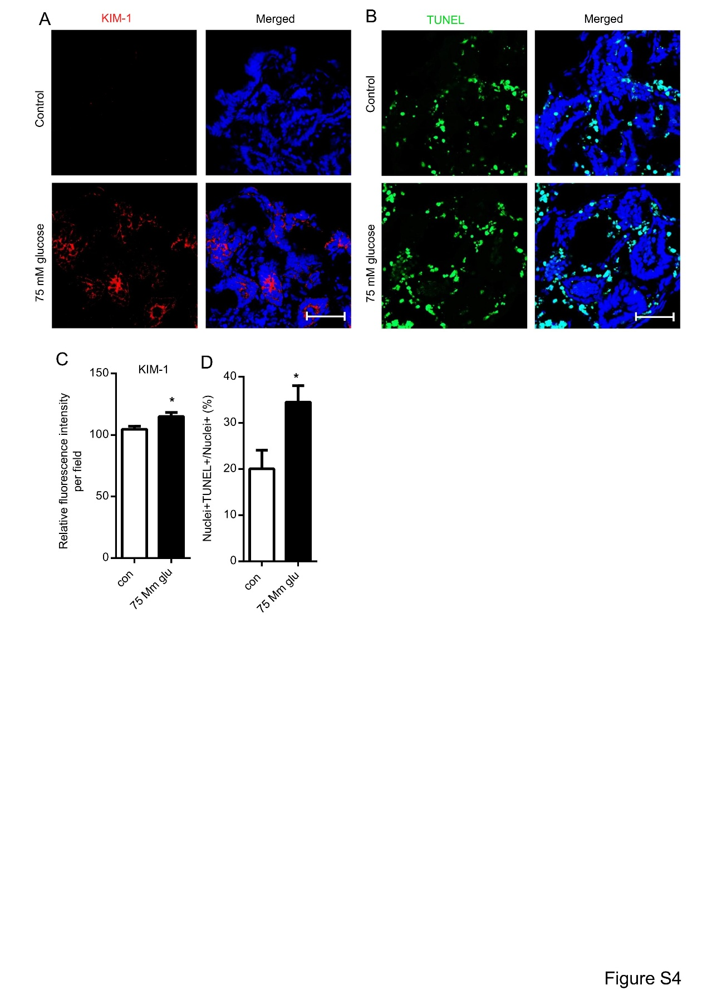 A
KIM-1
Merged
B
TUNEL
Merged
Control
75 mM glucose
Control
75 mM glucose
C
KIM-1
150
100
50
0
Relative fluorescence intensity
per field
con
75 Mm glu
*
D
40
30
20
10
0
Nuclei+TUNEL+/Nuclei+ (%)
con
75 Mm glu
*
Figure S4